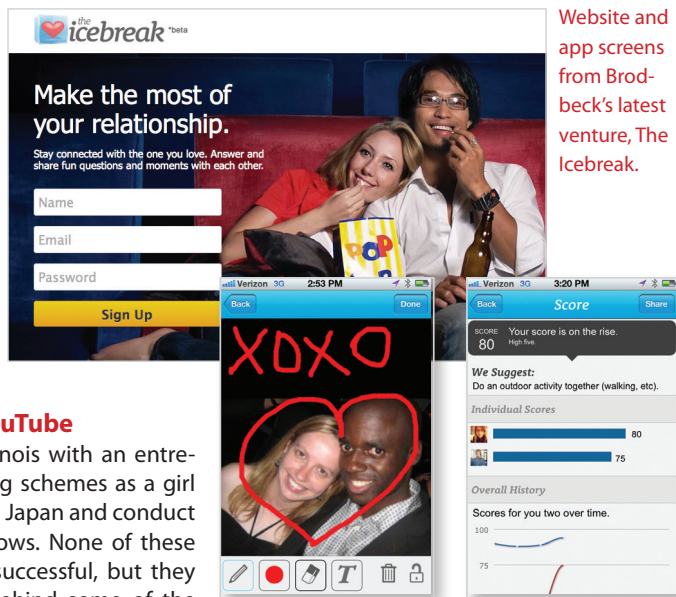 the
icebreak *beta
Make the most of
your relationship.
Stay connected with the one you love. Answer and
share fun questions and moments with each other.
Name
Email
Password
Sign Up
POP
Website and
app screens
from Brod-
beck's latest
venture, The
Icebreak.
Verizon 3G 2:53 PM
Back Done
XOXO
T
Verizon 3G 3:20 PM
Back Score Share
SCORE Your score is on the rise.
80 High five.
We Suggest:
Do an outdoor activity together (walking, etc).
Individual Scores
80
75
Overall History
Scores for you two over time.
100
75
uTube
nois with an entre-
g schemes as a girl
Japan and conduct
ows. None of these
successful, but they